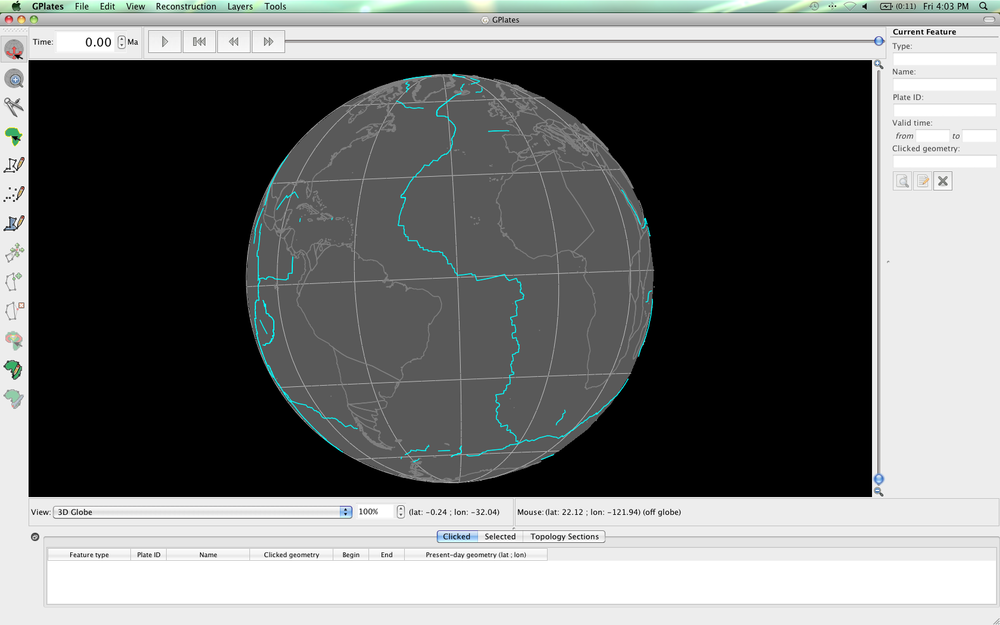 GPlates File Edit View Reconstruction Layers Tools (0:11) Fri 4:03 PM
GPlates
Time: 0.00 Ma
Current Feature
Type:
Name:
Plate ID:
Valid time:
from to
Clicked geometry:
View: 3D Globe 100% (lat: -0.24 ; lon: -32.04) Mouse: (lat: 22.12 ; lon: -121.94) (off globe)
Clicked Selected Topology Sections
Feature type Plate ID Name Clicked geometry Begin End Present-day geometry (lat ; lon)